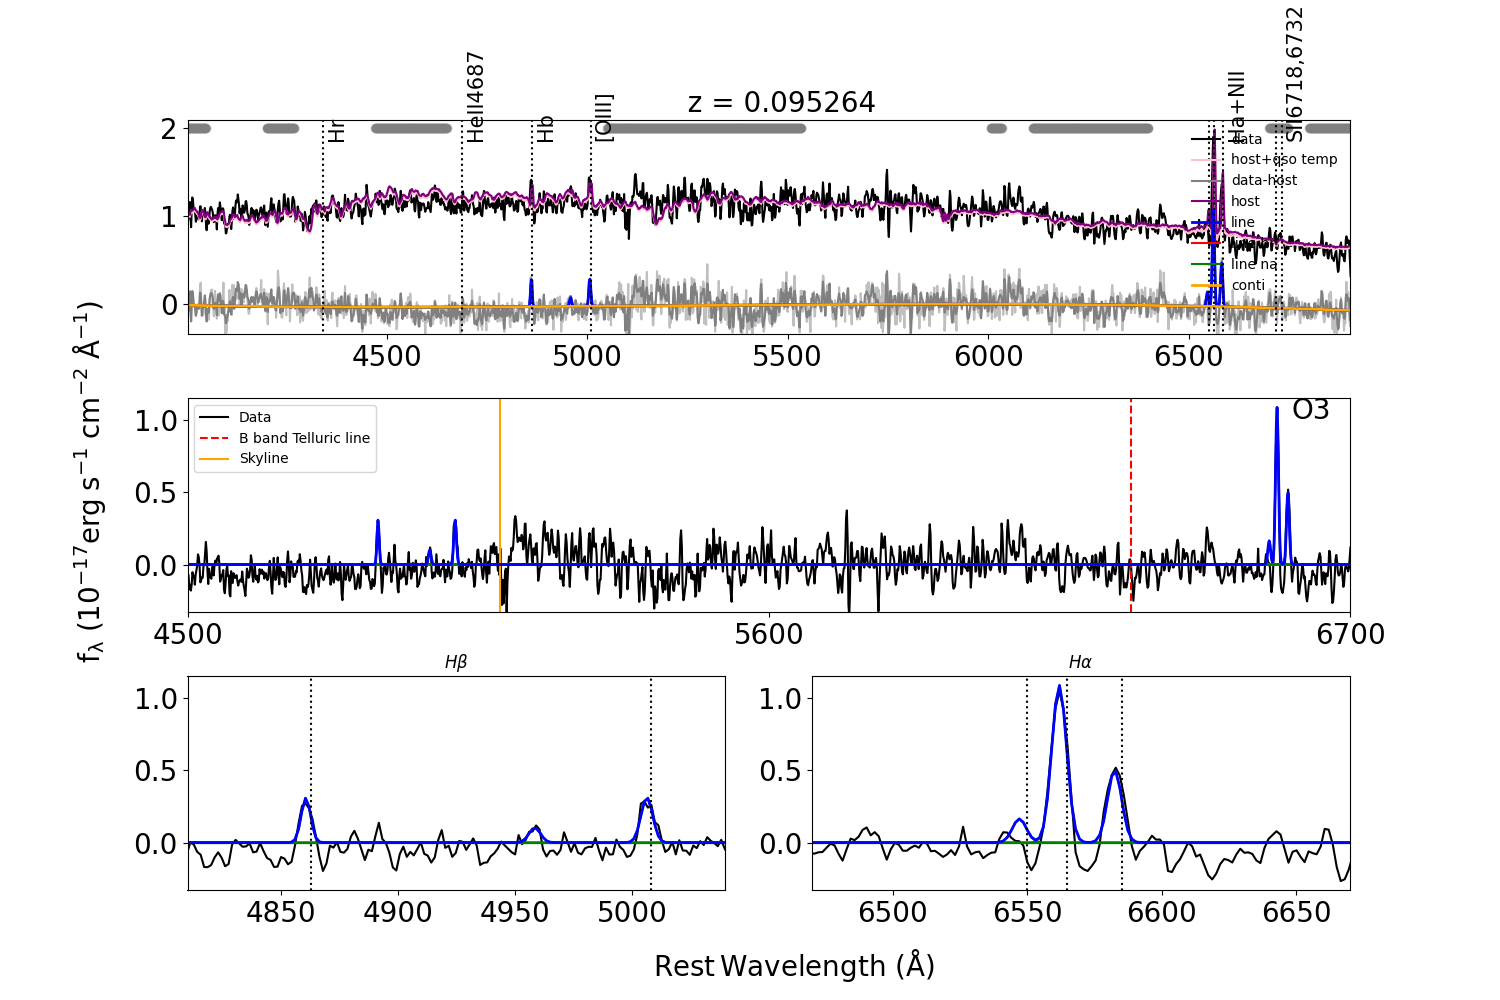 z = 0.095264
Hr
HeII4687
Hb
[OIII]
Ha+NII
SII6718,6732
data
host+qso temp
data-host
host
line
line na
conti
2
1
0
4500
5000
5500
6000
6500
fλ (10⁻¹⁷erg s⁻¹ cm⁻² Å⁻¹)
Data
B band Telluric line
Skyline
O3
1.0
0.5
0.0
4500
5600
6700
Hβ
1.0
0.5
0.0
4850
4900
4950
5000
Hα
1.0
0.5
0.0
6500
6550
6600
6650
Rest Wavelength (Å)